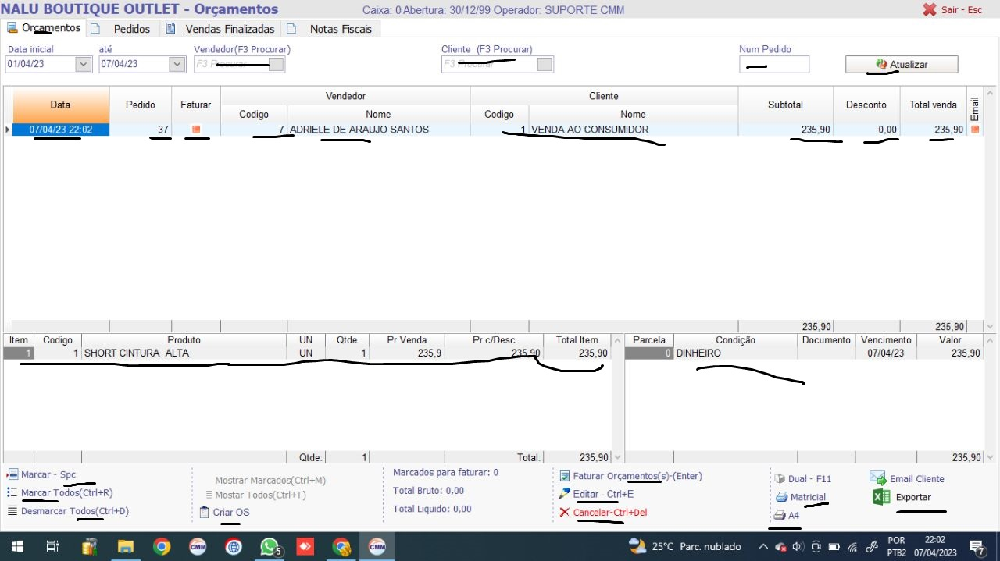 NALU BOUTIQUE OUTLET - Orçamentos Caixa: 0 Abertura: 30/12/99 Operador: SUPORTE CMM Sair - Esc
Orçamentos Pedidos Vendas Finalizadas Notas Fiscais
Data inicial até Vendedor(F3 Procurar) Cliente (F3 Procurar) Num Pedido
01/04/23 07/04/23 F3 Procurar F3 Procurar Atualizar
Data Pedido Faturar Vendedor Cliente Subtotal Desconto Total venda Email
Codigo Nome Codigo Nome
07/04/23 22:02 37 7 ADRIELE DE ARAUJO SANTOS 1 VENDA AO CONSUMIDOR 235,90 0,00 235,90
235,90 235,90
Item Codigo Produto UN Qtde Pr Venda Pr c/Desc Total Item Parcela Condição Documento Vencimento Valor
1 1 SHORT CINTURA ALTA UN 1 235,9 235,90 235,90 0 DINHEIRO 07/04/23 235,90
Qtde: 1 Total: 235,90 235,90
Marcar - Spc Mostrar Marcados(Ctrl+M) Marcados para faturar: 0 Faturar Orçamentos(s)-(Enter) Dual - F11 Email Cliente
Marcar Todos(Ctrl+R) Mostar Todos(Ctrl+T) Total Bruto: 0,00 Editar - Ctrl+E Matricial Exportar
Desmarcar Todos(Ctrl+D) Criar OS Total Liquido: 0,00 Cancelar-Ctrl+Del A4
CMM 5 CMM 25°C Parc. nublado POR 22:02
PTB2 07/04/2023 7